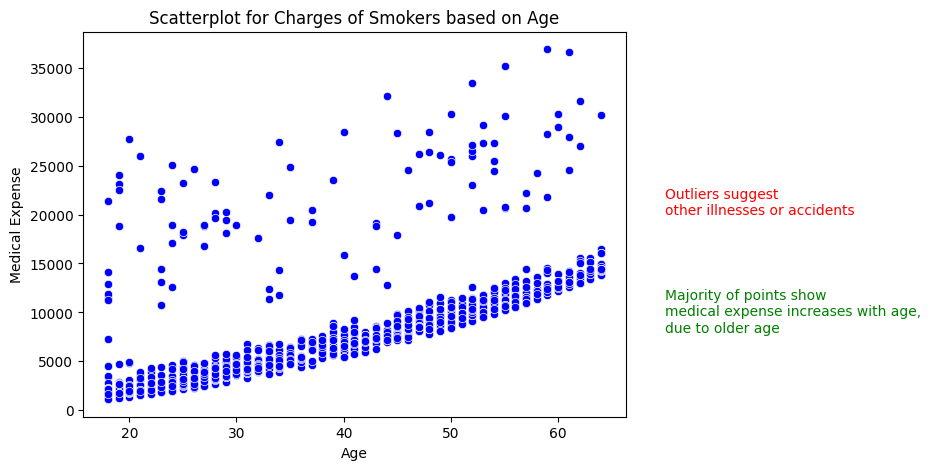 Scatterplot for Charges of Smokers based on Age
35000
30000
25000
20000
15000
10000
5000
0
Medical Expense
20
30
40
50
60
Age
Outliers suggest
other illnesses or accidents
Majority of points show
medical expense increases with age,
due to older age